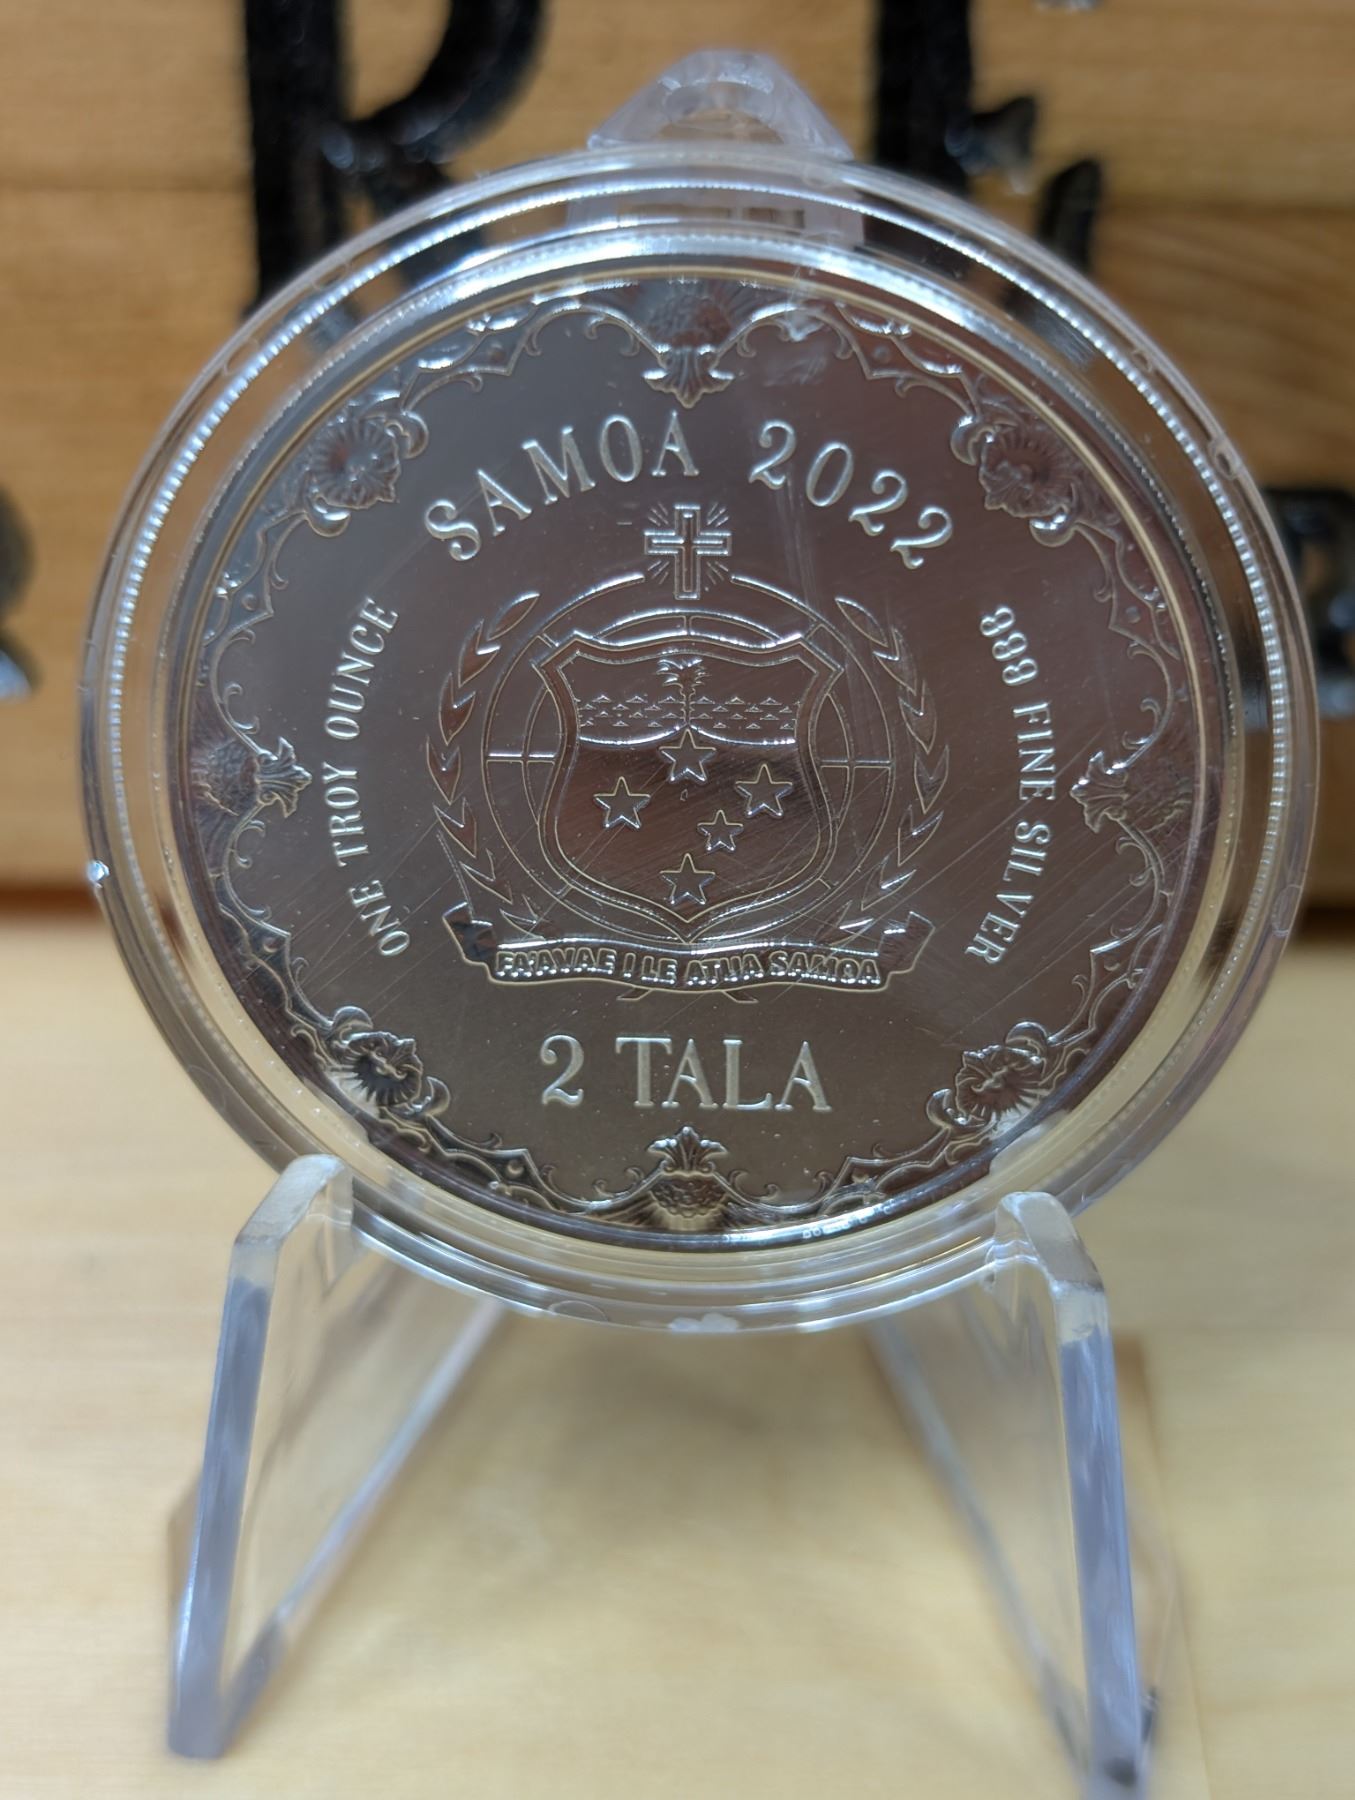 SAMOA 2022
ONE TROY OUNCE
999 FINE SILVER
FA'AVAE I LE ATUA SAMOA
2 TALA